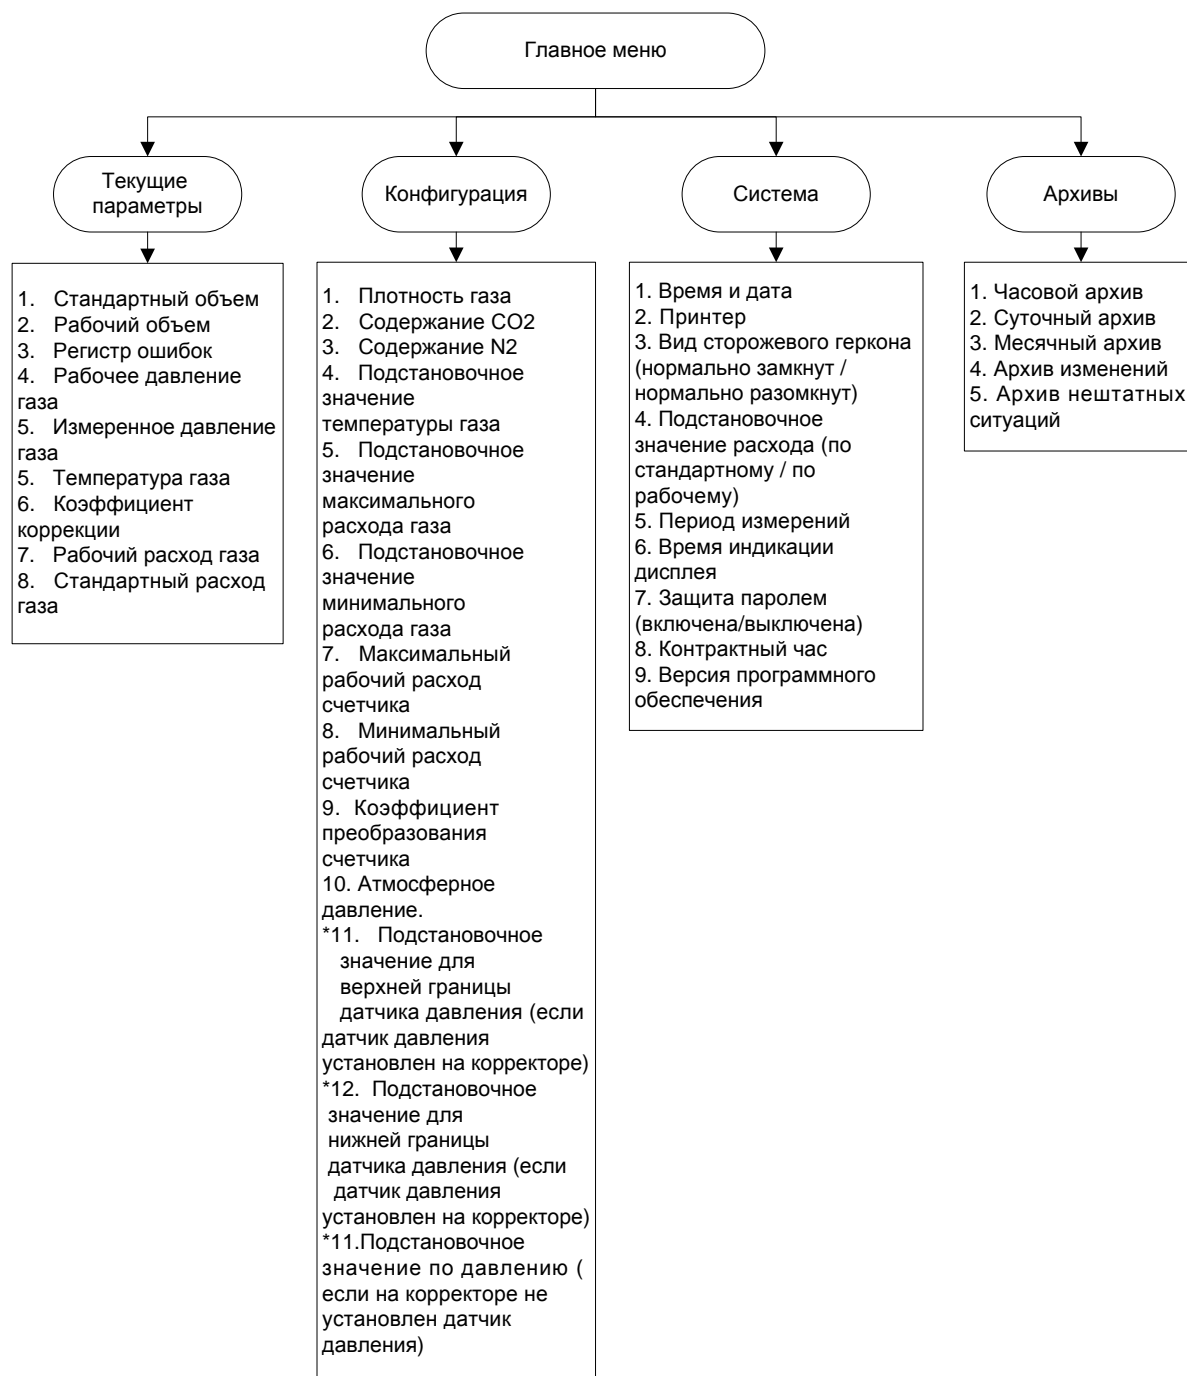 Главное меню
Текущие
параметры
Конфигурация
Система
Архивы
1. Стандартный объем
2. Рабочий объем
3. Регистр ошибок
4. Рабочее давление
газа
5. Измеренное давление
газа
5. Температура газа
6. Коэффициент
коррекции
7. Рабочий расход газа
8. Стандартный расход
газа
1. Плотность газа
2. Содержание CO2
3. Содержание N2
4. Подстановочное
значение
температуры газа
5. Подстановочное
значение
максимального
расхода газа
6. Подстановочное
значение
минимального
расхода газа
7. Максимальный
рабочий расход
счетчика
8. Минимальный
рабочий расход
счетчика
9. Коэффициент
преобразования
счетчика
10. Атмосферное
давление.
*11. Подстановочное
значение для
верхней границы
датчика давления (если
датчик давления
установлен на корректоре)
*12. Подстановочное
значение для
нижней границы
датчика давления (если
датчик давления
установлен на корректоре)
*11.Подстановочное
значение по давлению (
если на корректоре не
установлен датчик
давления)
1. Время и дата
2. Принтер
3. Вид сторожевого геркона
(нормально замкнут /
нормально разомкнут)
4. Подстановочное
значение расхода (по
стандартному / по
рабочему)
5. Период измерений
6. Время индикации
дисплея
7. Защита паролем
(включена/выключена)
8. Контрактный час
9. Версия программного
обеспечения
1. Часовой архив
2. Суточный архив
3. Месячный архив
4. Архив изменений
5. Архив нештатных
ситуаций